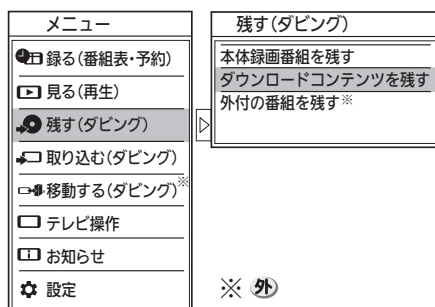 メニュー
録る(番組表・予約)
見る(再生)
残す(ダビング)
取り込む(ダビング)
移動する(ダビング)※
テレビ操作
お知らせ
設定
残す(ダビング)
本体録画番組を残す
ダウンロードコンテンツを残す
外付の番組を残す※
※ 外